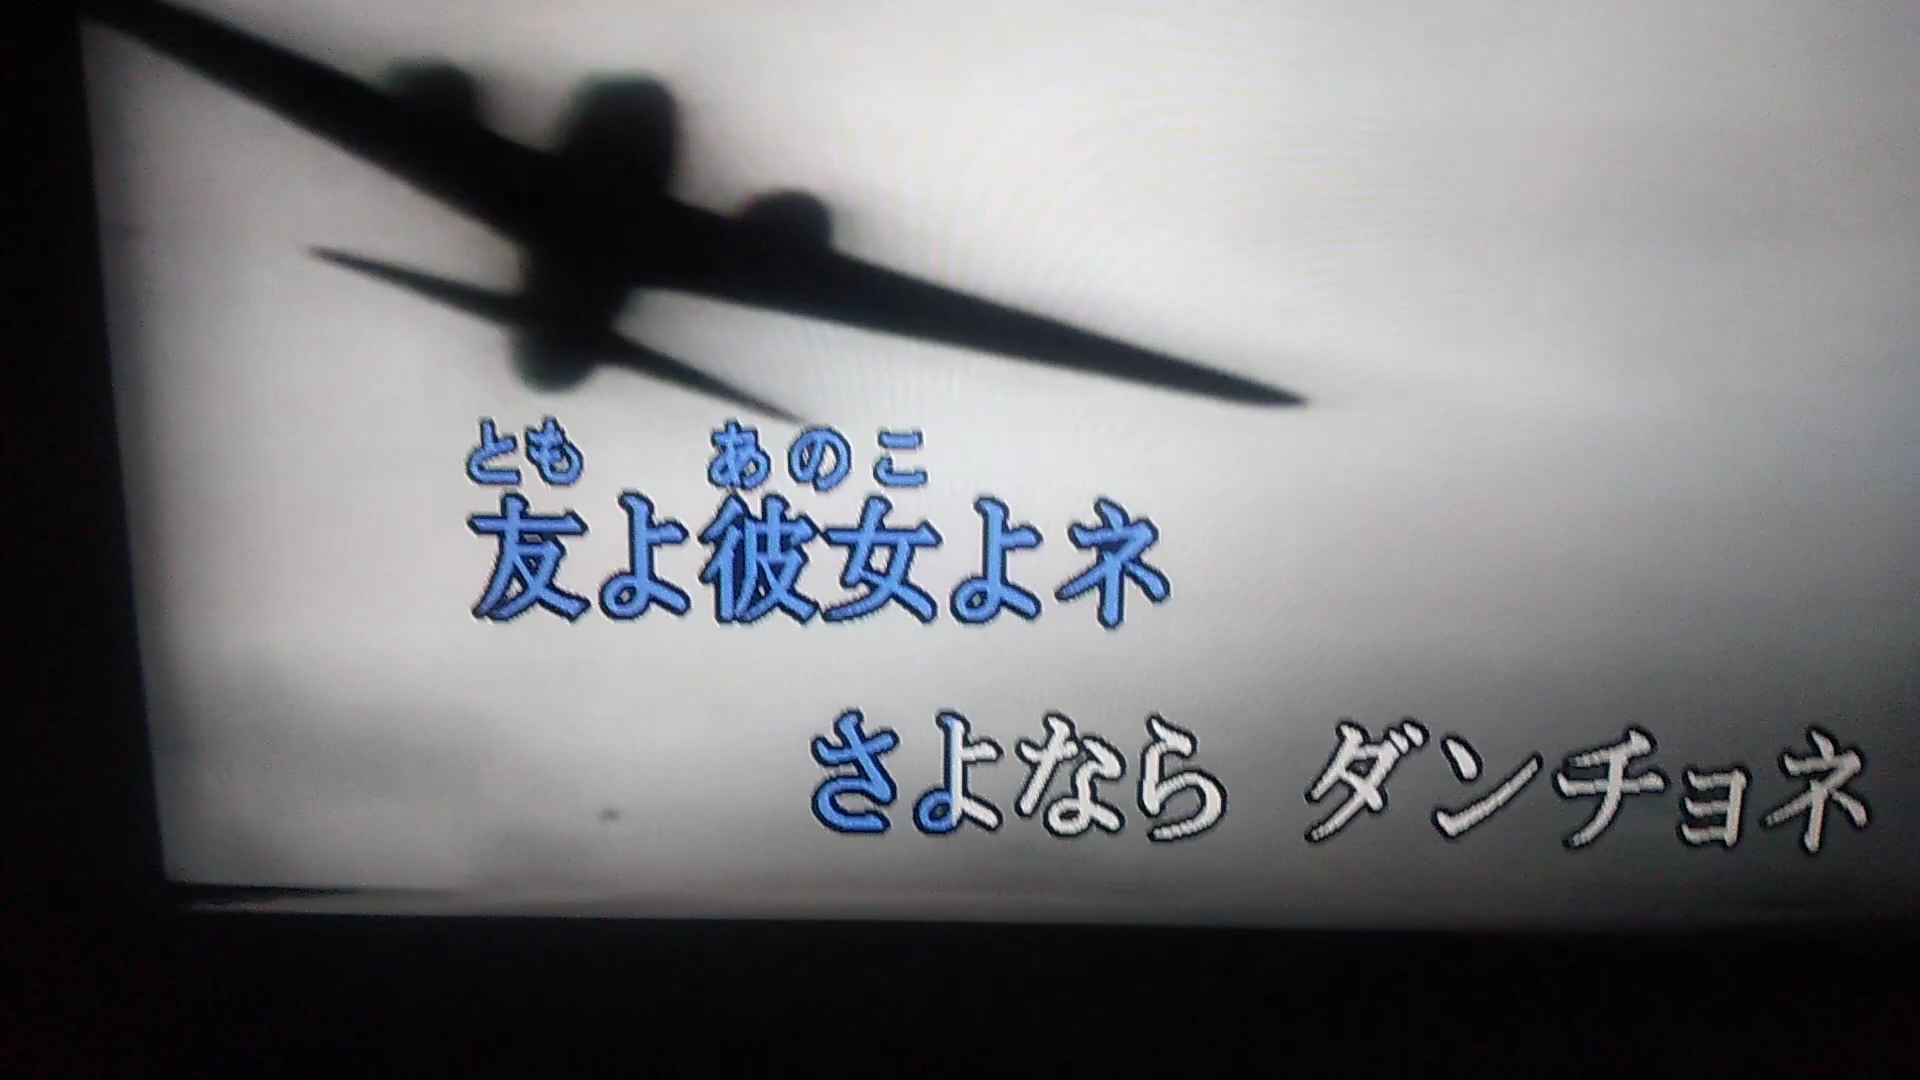 とも あのこ
友よ彼女よネ
さよなら ダンチョネ